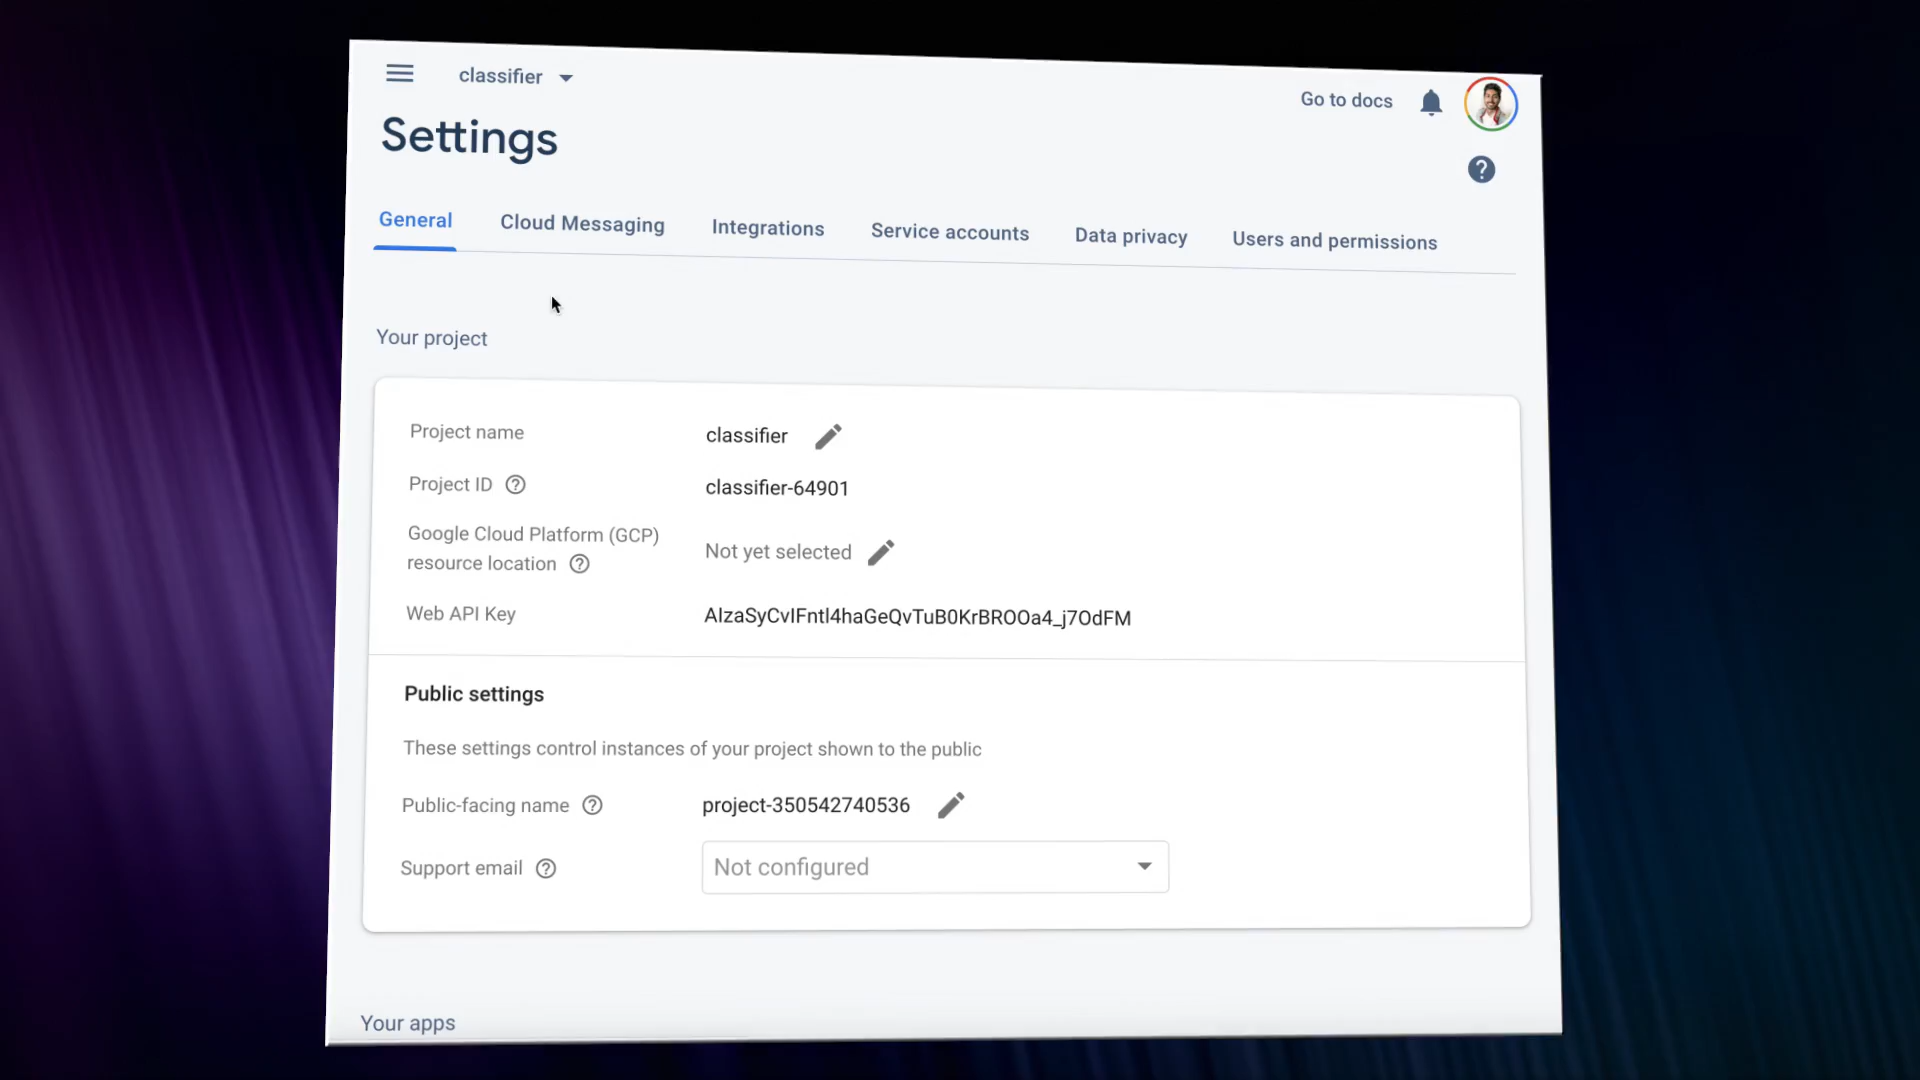 classifier
Go to docs
Settings
General Cloud Messaging Integrations Service accounts Data privacy Users and permissions
Your project
Project name classifier
Project ID classifier-64901
Google Cloud Platform (GCP)
resource location Not yet selected
Web API Key AIzaSyCvIFntI4haGeQvTuB0KrBROOa4_j7OdFM
Public settings
These settings control instances of your project shown to the public
Public-facing name project-350542740536
Support email Not configured
Your apps